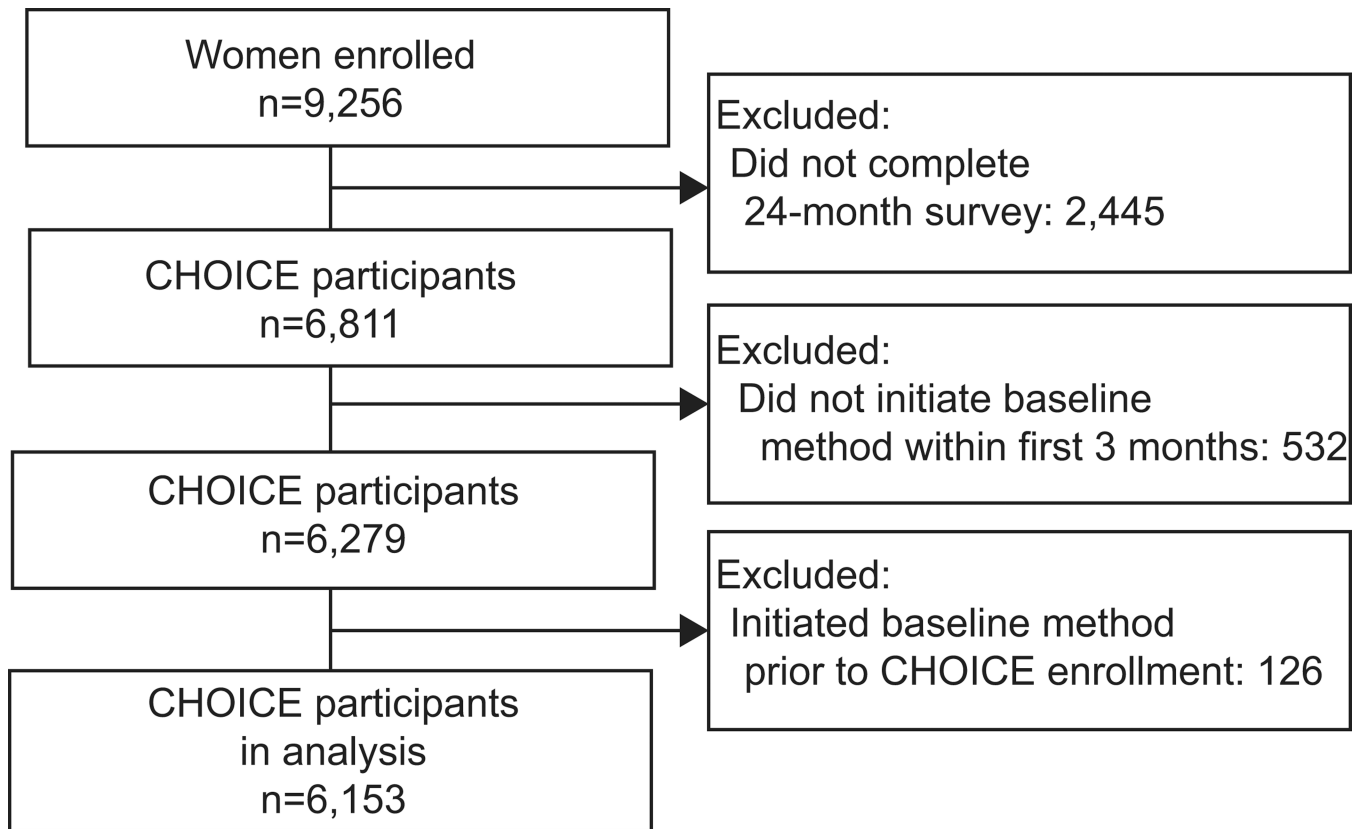 Women enrolled
n=9,256
Excluded:
Did not complete
24-month survey: 2,445
CHOICE participants
n=6,811
Excluded:
Did not initiate baseline
method within first 3 months: 532
CHOICE participants
n=6,279
Excluded:
Initiated baseline method
prior to CHOICE enrollment: 126
CHOICE participants
in analysis
n=6,153